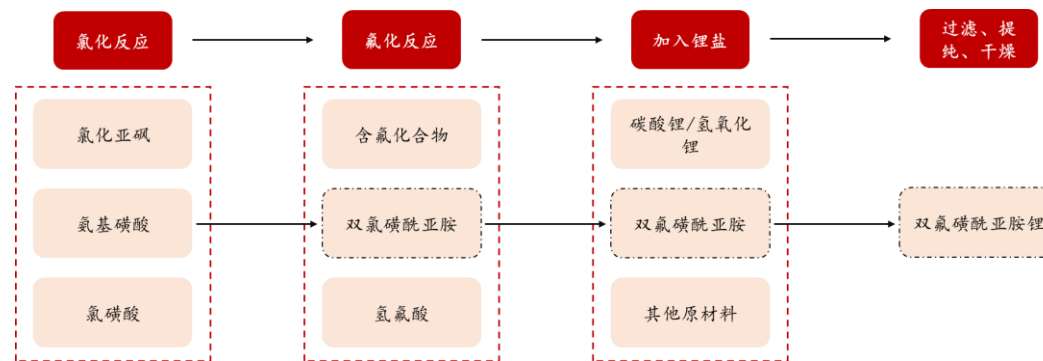 氯化反应
氟化反应
加入锂盐
过滤、提
纯、干燥
氯化亚砜
含氟化合物
碳酸锂/氢氧化
锂
氨基磺酸
双氯磺酰亚胺
双氟磺酰亚胺
双氟磺酰亚胺锂
氯磺酸
氢氟酸
其他原材料